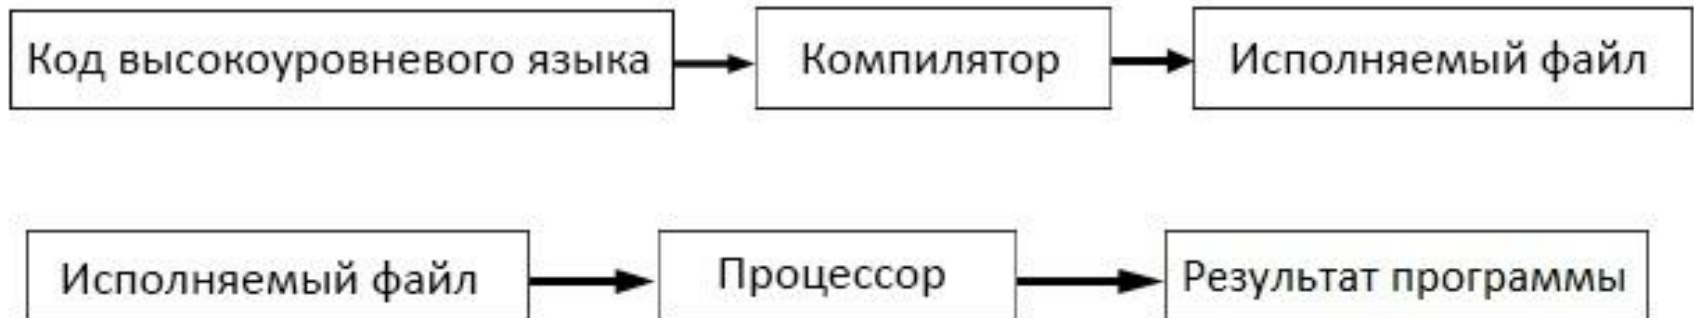 Код высокоуровневого языка
Компилятор
Исполняемый файл
Исполняемый файл
Процессор
Результат программы